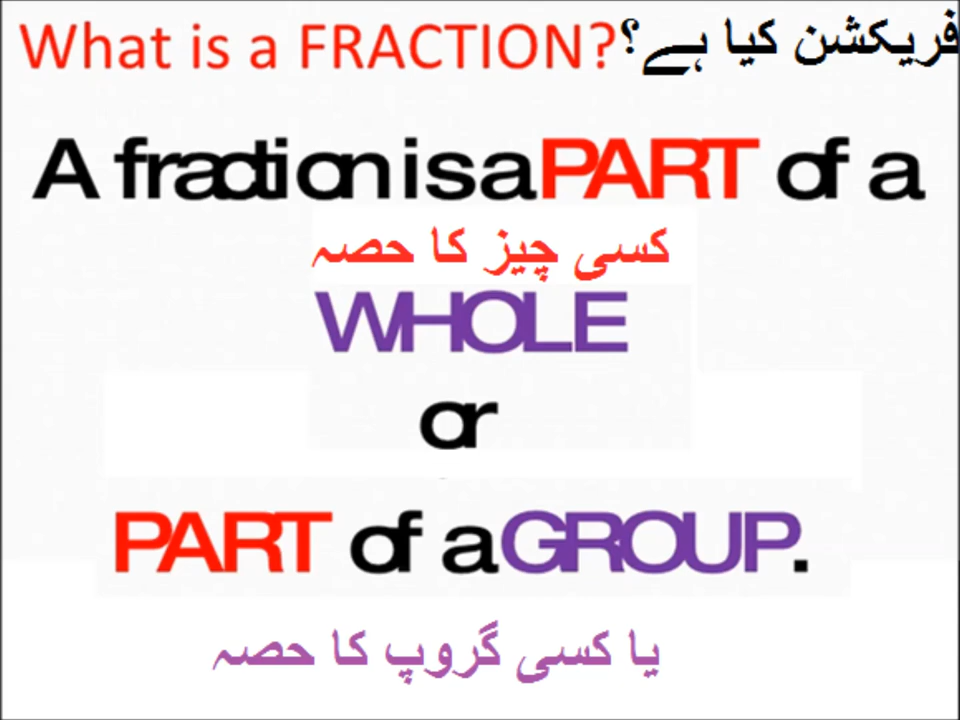 What is a FRACTION? فریکشن کیا ہے؟
A fraction is a PART of a
کسی چیز کا حصہ
WHOLE
or
PART of a GROUP.
یا کسی گروپ کا حصہ